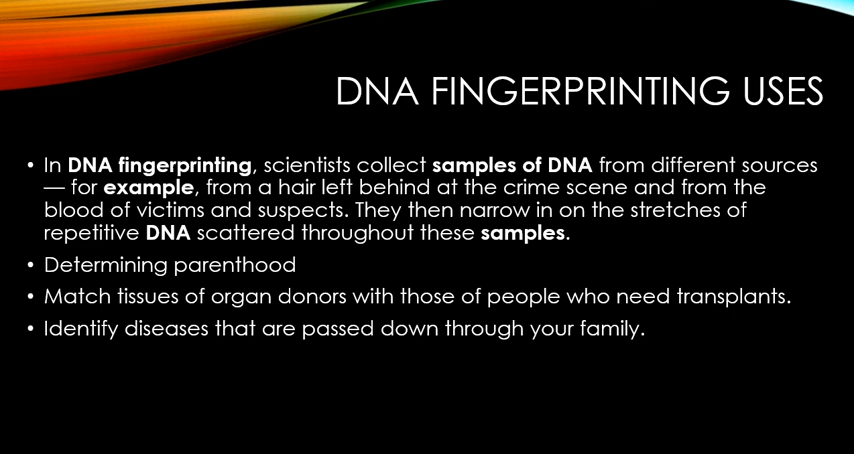 DNA FINGERPRINTING USES
• In DNA fingerprinting, scientists collect samples of DNA from different sources
— for example, from a hair left behind at the crime scene and from the
blood of victims and suspects. They then narrow in on the stretches of
repetitive DNA scattered throughout these samples.
• Determining parenthood
• Match tissues of organ donors with those of people who need transplants.
• Identify diseases that are passed down through your family.